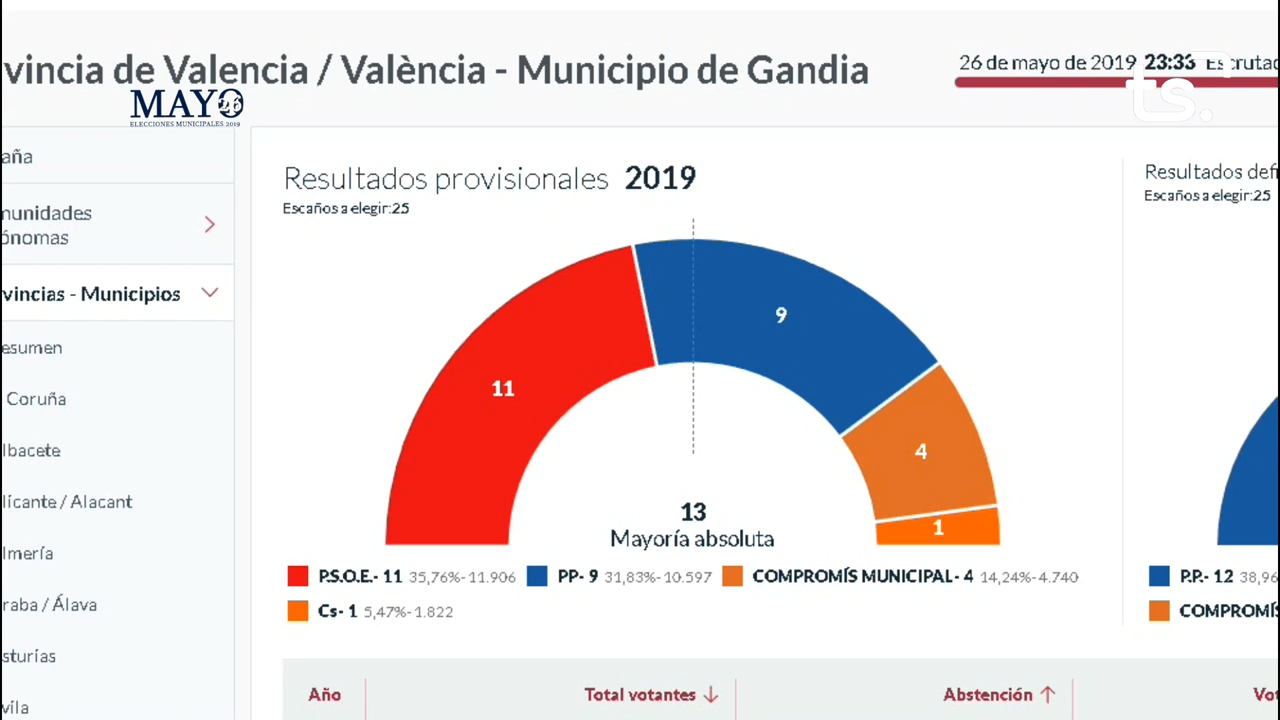 vincia de Valencia / València - Municipio de Gandia
26 de mayo de 2019 23:33 Escrutad
MAYO 26
ELECCIONES MUNICIPALES 2019
ts.
aña
munidades
ónomas
vincias - Municipios
esumen
Coruña
lbacete
licante / Alacant
lmería
raba / Álava
sturias
vila
Resultados provisionales 2019
Escaños a elegir:25
11
9
4
1
13
Mayoría absoluta
P.S.O.E.- 11 35,76%-11.906 PP- 9 31,83%-10.597 COMPROMÍS MUNICIPAL- 4 14,24%-4.740
Cs- 1 5,47%-1.822
Resultados defi
Escaños a elegir:25
P.P.- 12 38,96
COMPROMÍS
Año Total votantes ↓ Abstención ↑ Vot